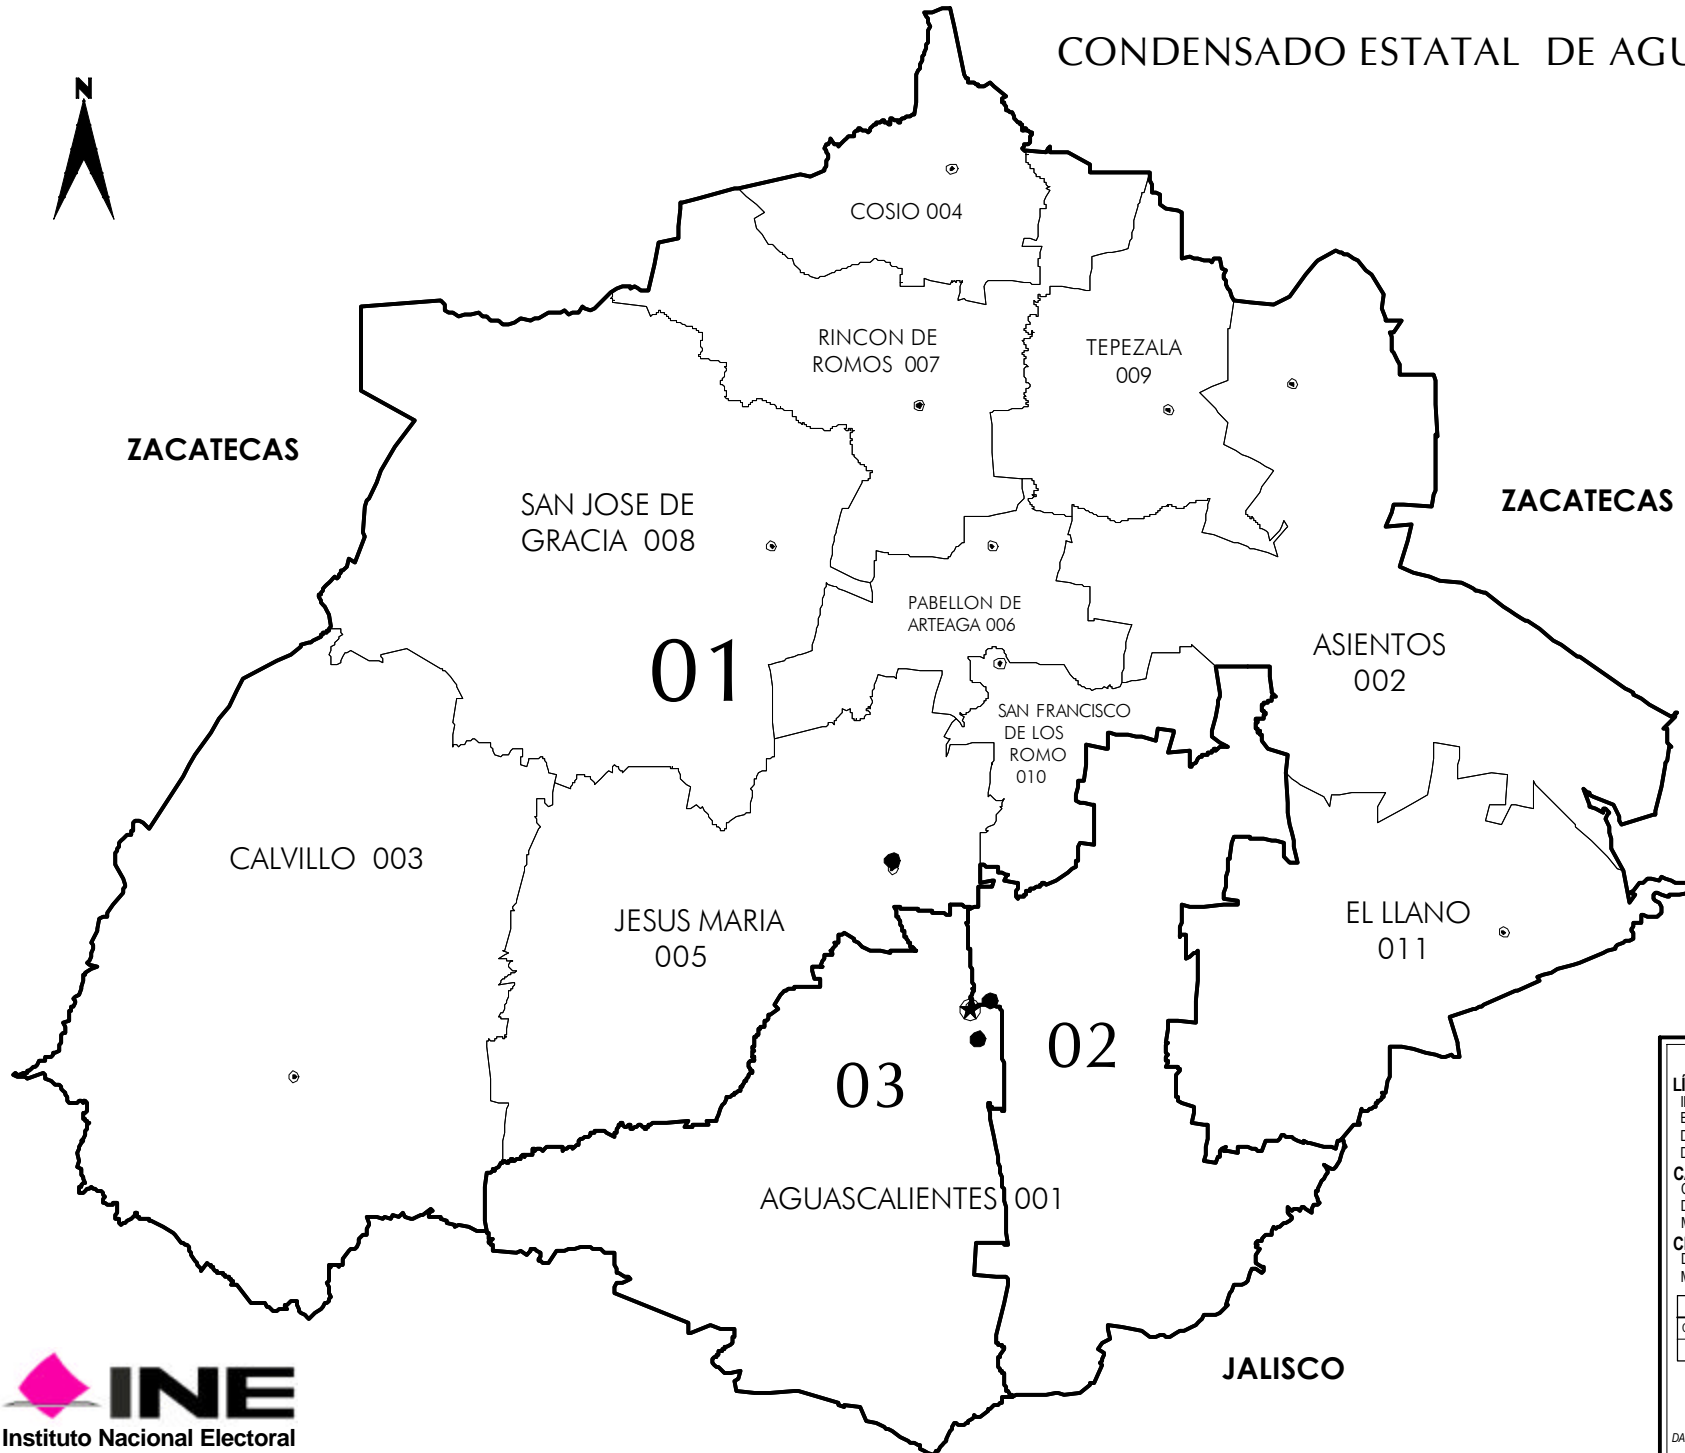 CONDENSADO ESTATAL DE
N
COSIO 004
RINCON DE
ROMOS 007
TEPEZALA
009
ZACATECAS
SAN JOSE DE
GRACIA 008
ZACATECAS
PABELLON DE
ARTEAGA 006
01
ASIENTOS
002
SAN FRANCISCO
DE LOS
ROMO
010
CALVILLO 003
JESUS MARIA
005
EL LLANO
011
02
03
AGUASCALIENTES 001
JALISCO
INE
Instituto Nacional Electoral